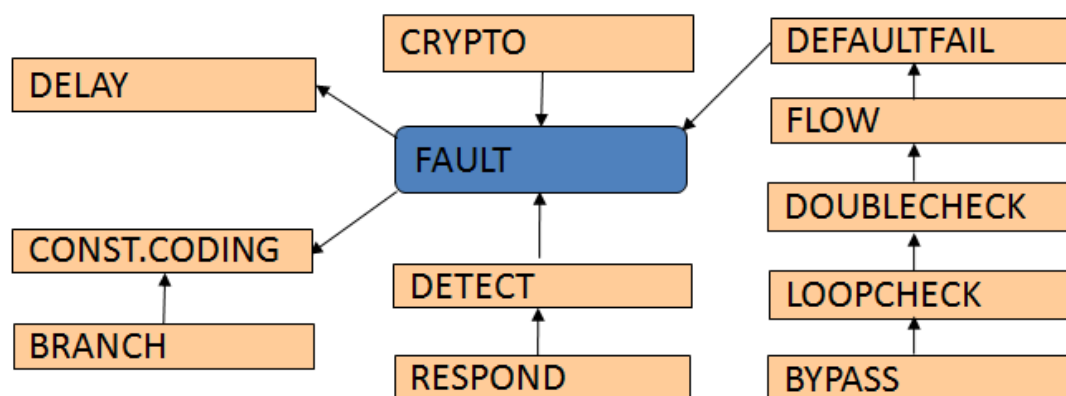 CRYPTO
DEFAULTFAIL
DELAY
FLOW
FAULT
DOUBLECHECK
CONST.CODING
DETECT
LOOPCHECK
BRANCH
RESPOND
BYPASS